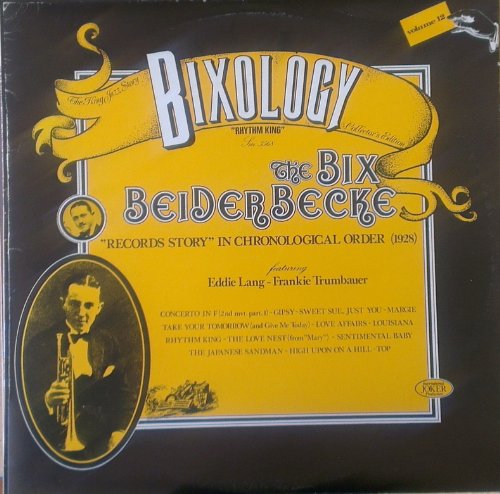 volume 12
The King Jazz Story
BIXOLOGY
Collector's Edition
"RHYTHM KING"
the BIX
BEIDERBECKE
"RECORDS STORY" IN CHRONOLOGICAL ORDER (1928)
featuring
Eddie Lang - Frankie Trumbauer
CONCERTO IN F (2nd mvt-part.1) - GIPSY - SWEET SUE, JUST YOU - MARGIE
TAKE YOUR TOMORROW (and Give Me Today) - LOVE AFFAIRS - LOUISIANA
RHYTHM KING - THE LOVE NEST (from "Mary") - SENTIMENTAL BABY
THE JAPANESE SANDMAN - HIGH UPON A HILL - TOP
International
JOKER